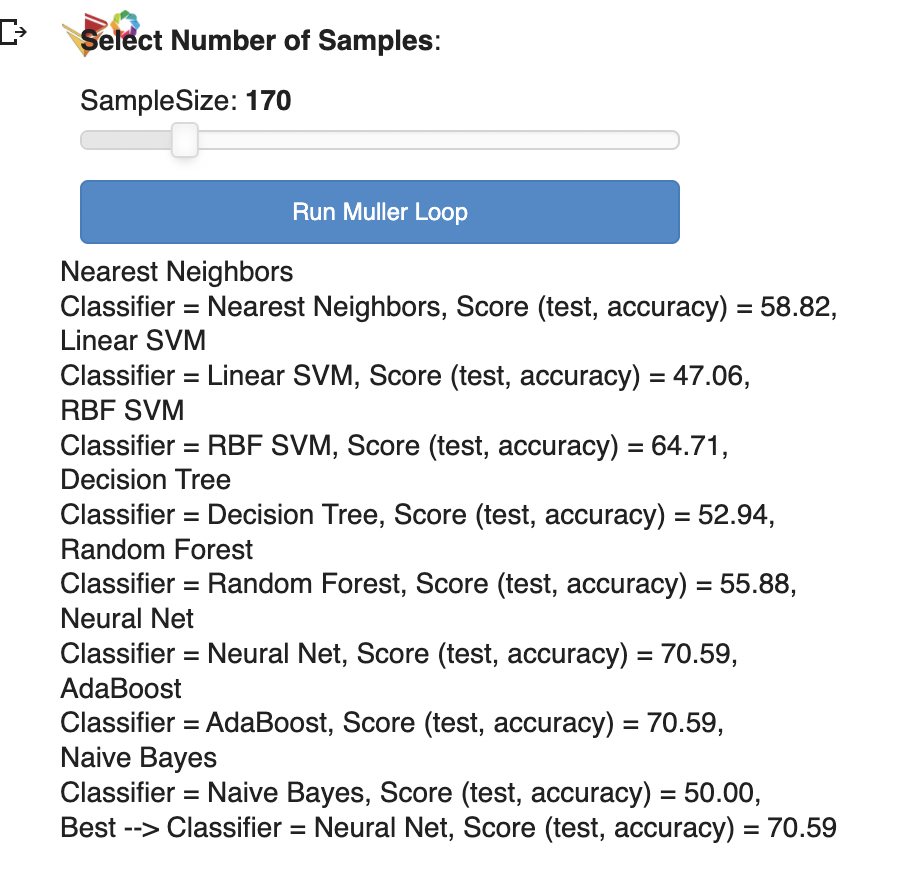 Select Number of Samples:
SampleSize: 170
Run Muller Loop
Nearest Neighbors
Classifier = Nearest Neighbors, Score (test, accuracy) = 58.82,
Linear SVM
Classifier = Linear SVM, Score (test, accuracy) = 47.06,
RBF SVM
Classifier = RBF SVM, Score (test, accuracy) = 64.71,
Decision Tree
Classifier = Decision Tree, Score (test, accuracy) = 52.94,
Random Forest
Classifier = Random Forest, Score (test, accuracy) = 55.88,
Neural Net
Classifier = Neural Net, Score (test, accuracy) = 70.59,
AdaBoost
Classifier = AdaBoost, Score (test, accuracy) = 70.59,
Naive Bayes
Classifier = Naive Bayes, Score (test, accuracy) = 50.00,
Best --> Classifier = Neural Net, Score (test, accuracy) = 70.59